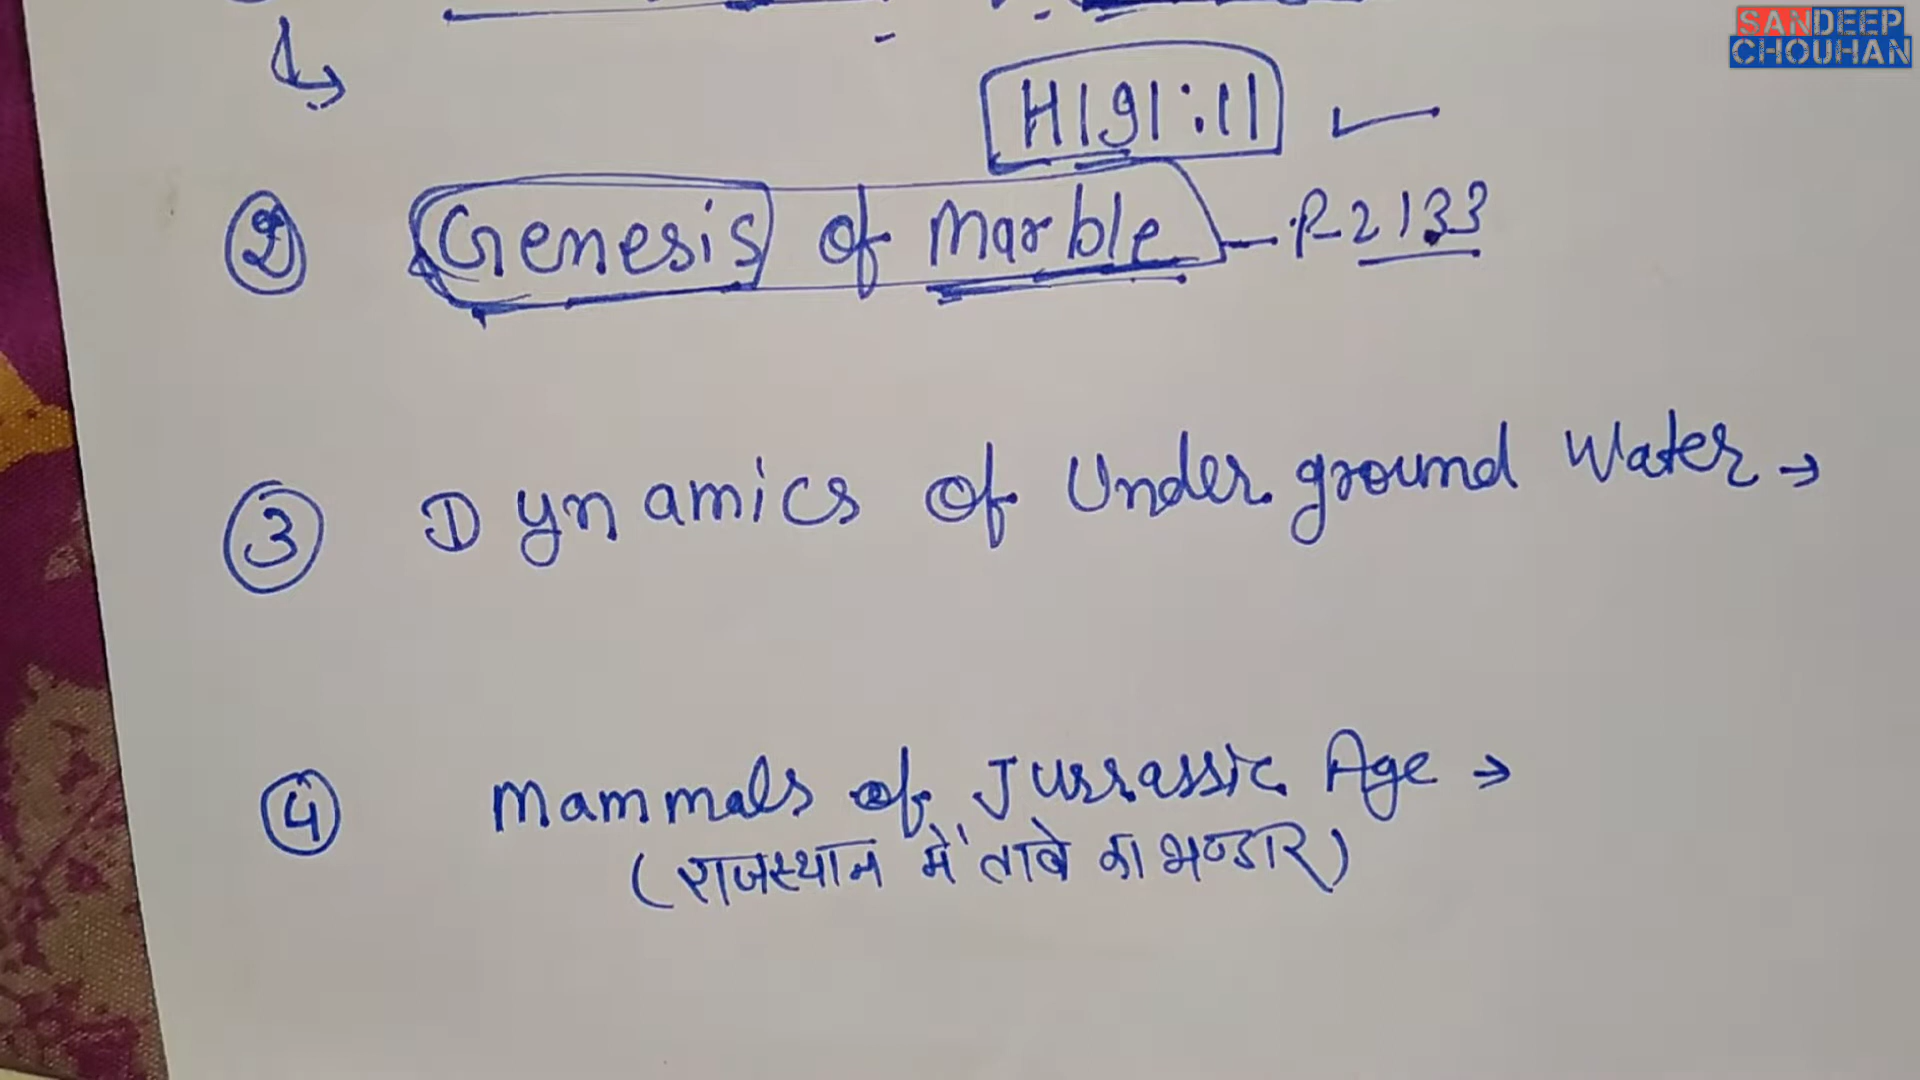 SANDEEP
CHOUHAN
H191:11
② Genesis of Marble - R2133
③ Dynamics of Underground Water →
④ Mammals of Jurrassic Age →
(राजस्थान में ताबे का भण्डार)